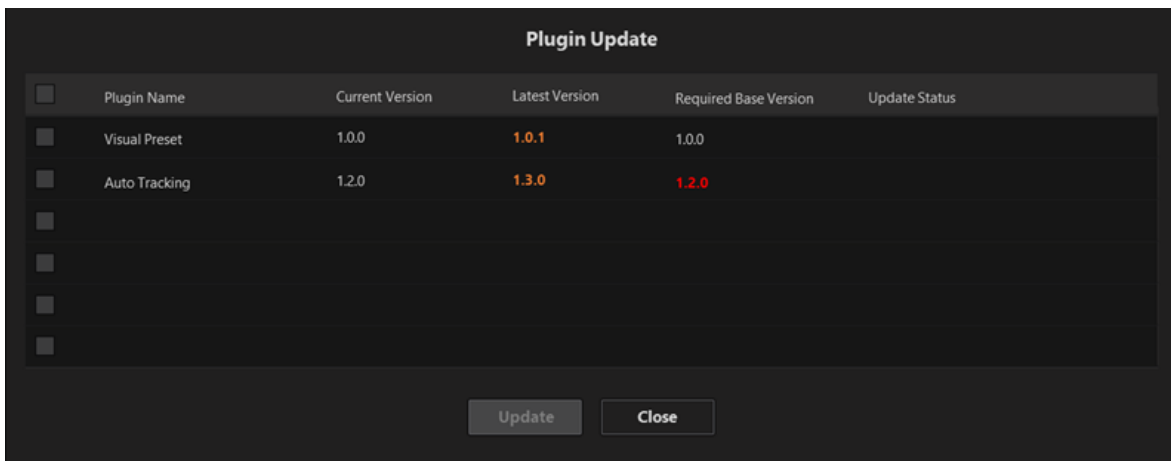 Plugin Update
Plugin Name Current Version Latest Version Required Base Version Update Status
Visual Preset 1.0.0 1.0.1 1.0.0
Auto Tracking 1.2.0 1.3.0 1.2.0
Update Close